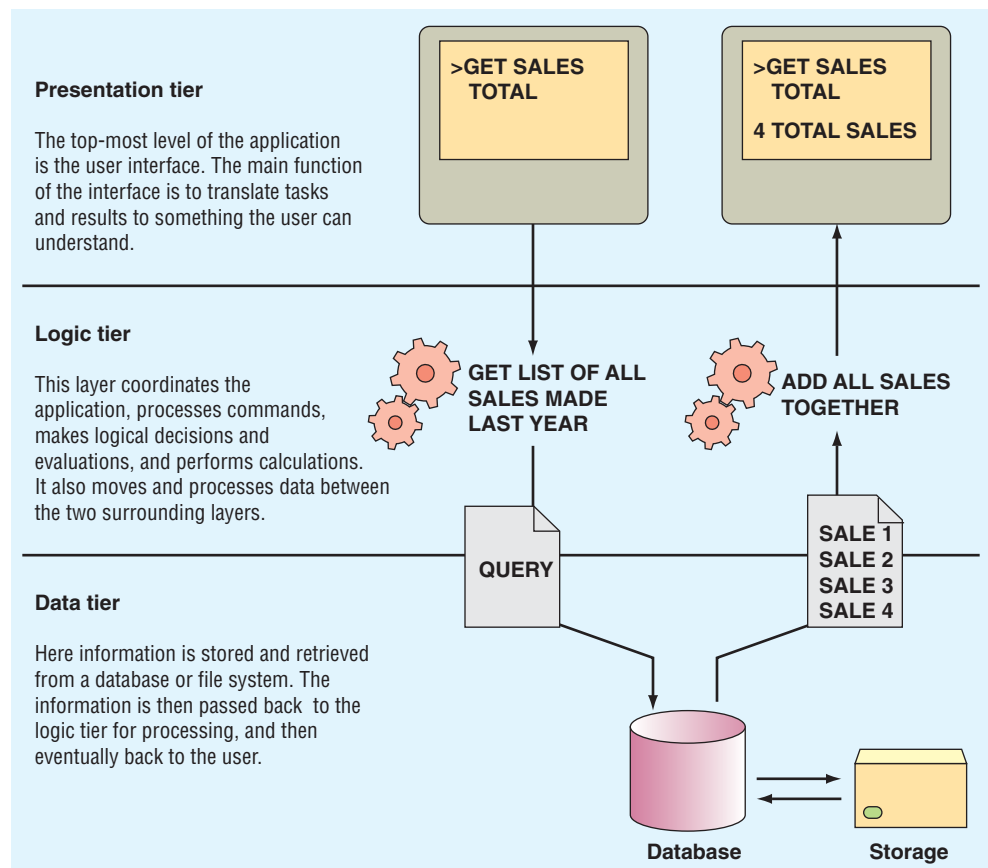 Presentation tier
The top-most level of the application
is the user interface. The main function
of the interface is to translate tasks
and results to something the user can
understand.
>GET SALES
TOTAL
>GET SALES
TOTAL
4 TOTAL SALES
Logic tier
This layer coordinates the
application, processes commands,
makes logical decisions and
evaluations, and performs calculations.
It also moves and processes data between
the two surrounding layers.
GET LIST OF ALL
SALES MADE
LAST YEAR
ADD ALL SALES
TOGETHER
QUERY
SALE 1
SALE 2
SALE 3
SALE 4
Data tier
Here information is stored and retrieved
from a database or file system. The
information is then passed back to the
logic tier for processing, and then
eventually back to the user.
Database
Storage